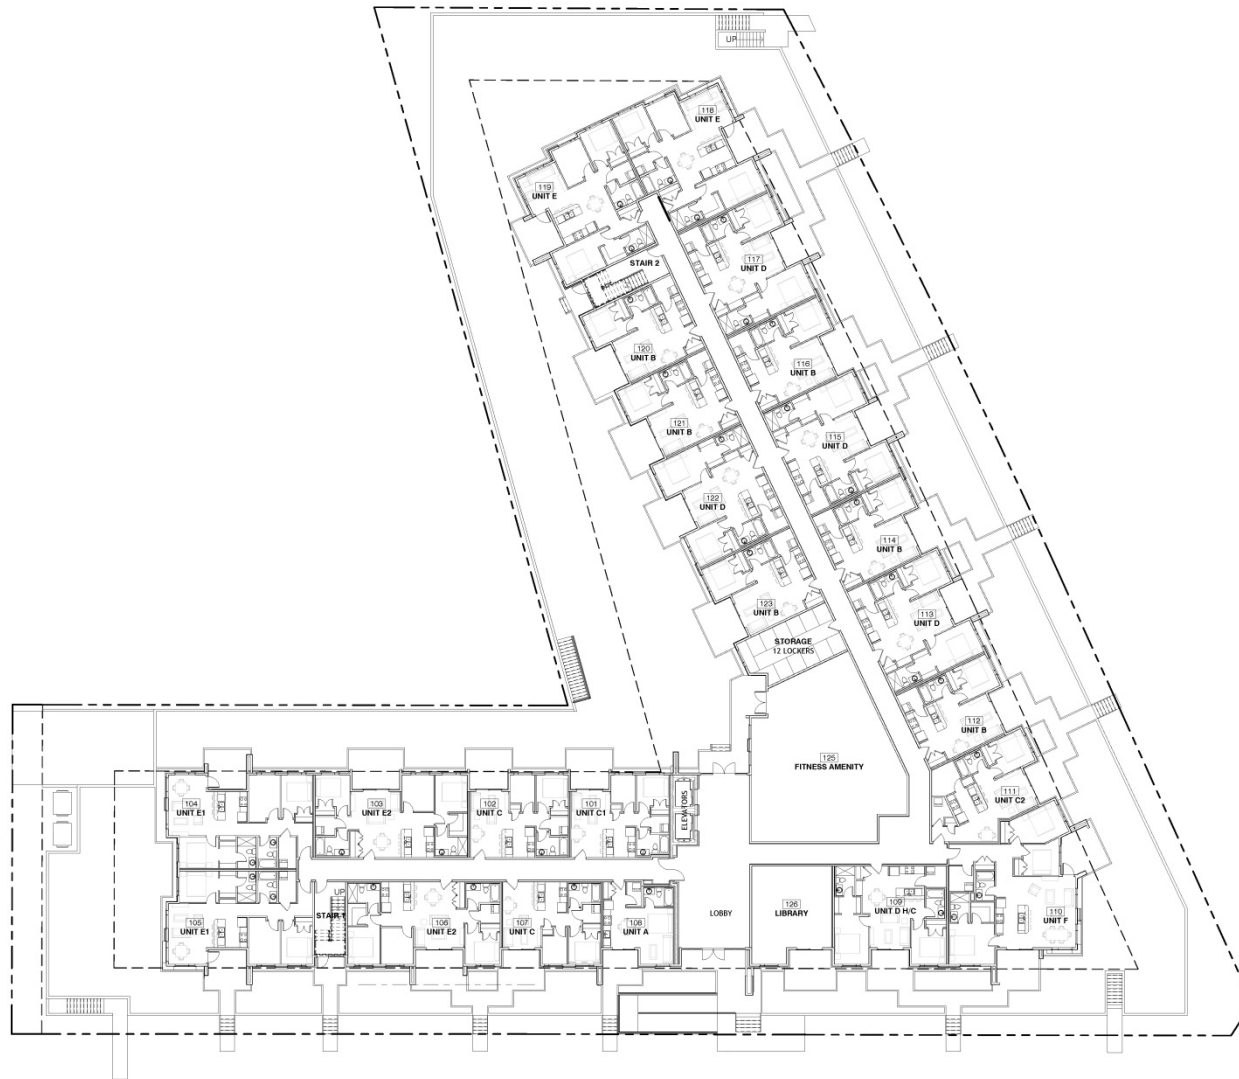 UP
118
UNIT E
119
UNIT E
STAIR 2
117
UNIT D
120
UNIT B
116
UNIT B
121
UNIT B
115
UNIT D
122
UNIT D
114
UNIT B
123
UNIT B
113
UNIT D
STORAGE
12 LOCKERS
112
UNIT B
125
FITNESS AMENITY
111
UNIT C2
104
UNIT E1
103
UNIT E2
102
UNIT C
101
UNIT C1
ELEVATORS
UP
STAIR 1
105
UNIT E1
106
UNIT E2
107
UNIT C
108
UNIT A
LOBBY
126
LIBRARY
109
UNIT D H/C
110
UNIT F